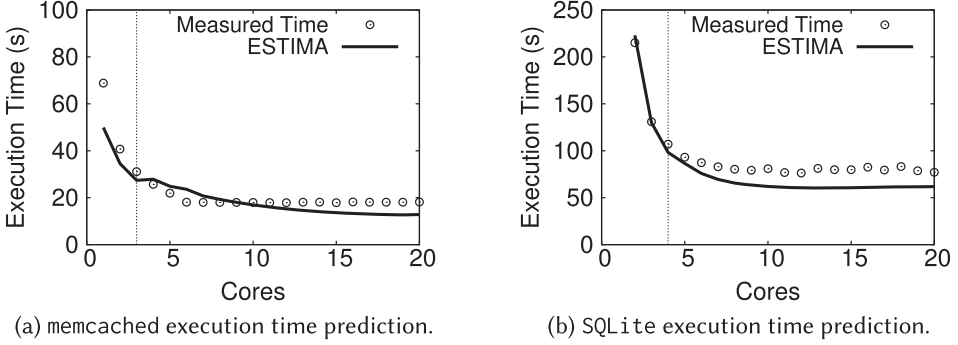 100
80
60
40
20
0
Execution Time (s)
Measured Time
ESTIMA
0 5 10 15 20
Cores
(a) memcached execution time prediction.
250
200
150
100
50
0
Execution Time (s)
Measured Time
ESTIMA
0 5 10 15 20
Cores
(b) SQLite execution time prediction.